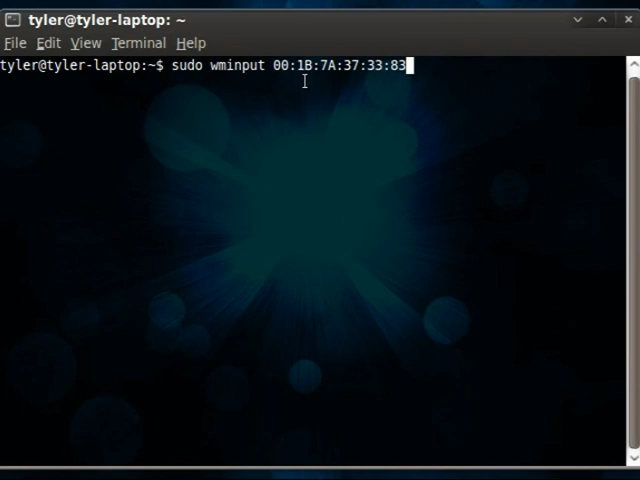 tyler@tyler-laptop: ~
File Edit View Terminal Help
tyler@tyler-laptop:~$ sudo wminput 00:1B:7A:37:33:83